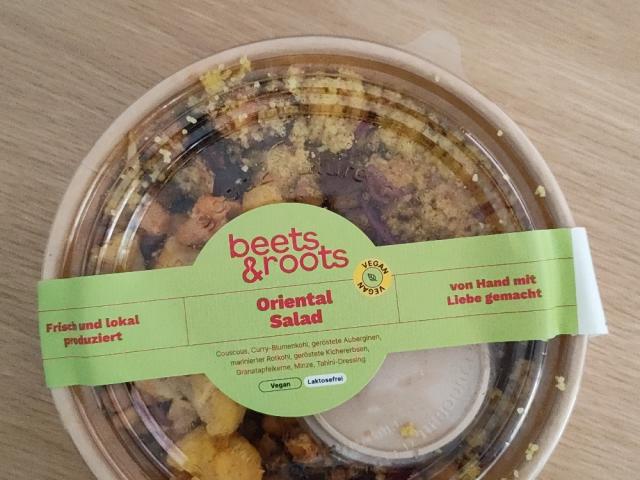 beets
&roots
VEGAN
VEGAN
Oriental
Salad
Frisch und lokal
produziert
von Hand mit
Liebe gemacht
Couscous, Curry-Blumenkohl, geröstete Auberginen,
marinierter Rotkohl, geröstete Kichererbsen,
Granatapfelkerne, Minze, Tahini-Dressing
Vegan
Laktosefrei